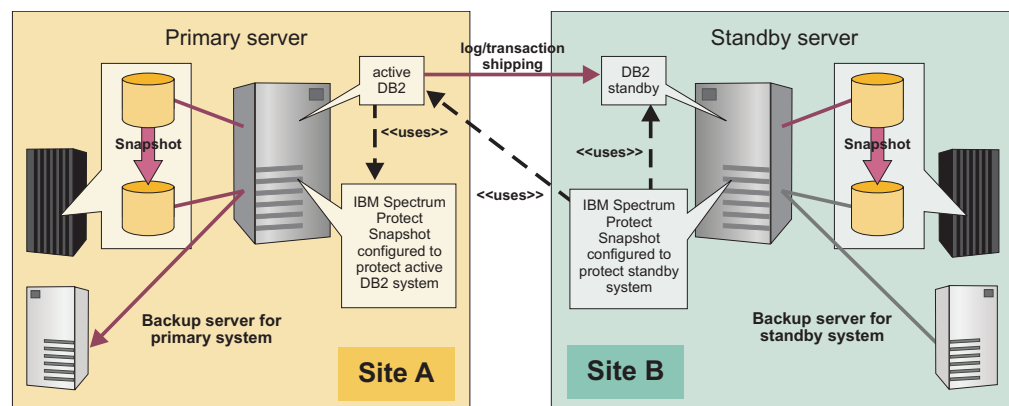 Primary server
Standby server
log/transaction
shipping
active
DB2
DB2
standby
Snapshot
<<uses>>
<<uses>>
<<uses>>
Snapshot
IBM Spectrum
Protect
Snapshot
configured to
protect active
DB2 system
IBM Spectrum
Protect
Snapshot
configured to
protect standby
system
Backup server for
primary system
Backup server for
standby system
Site A
Site B